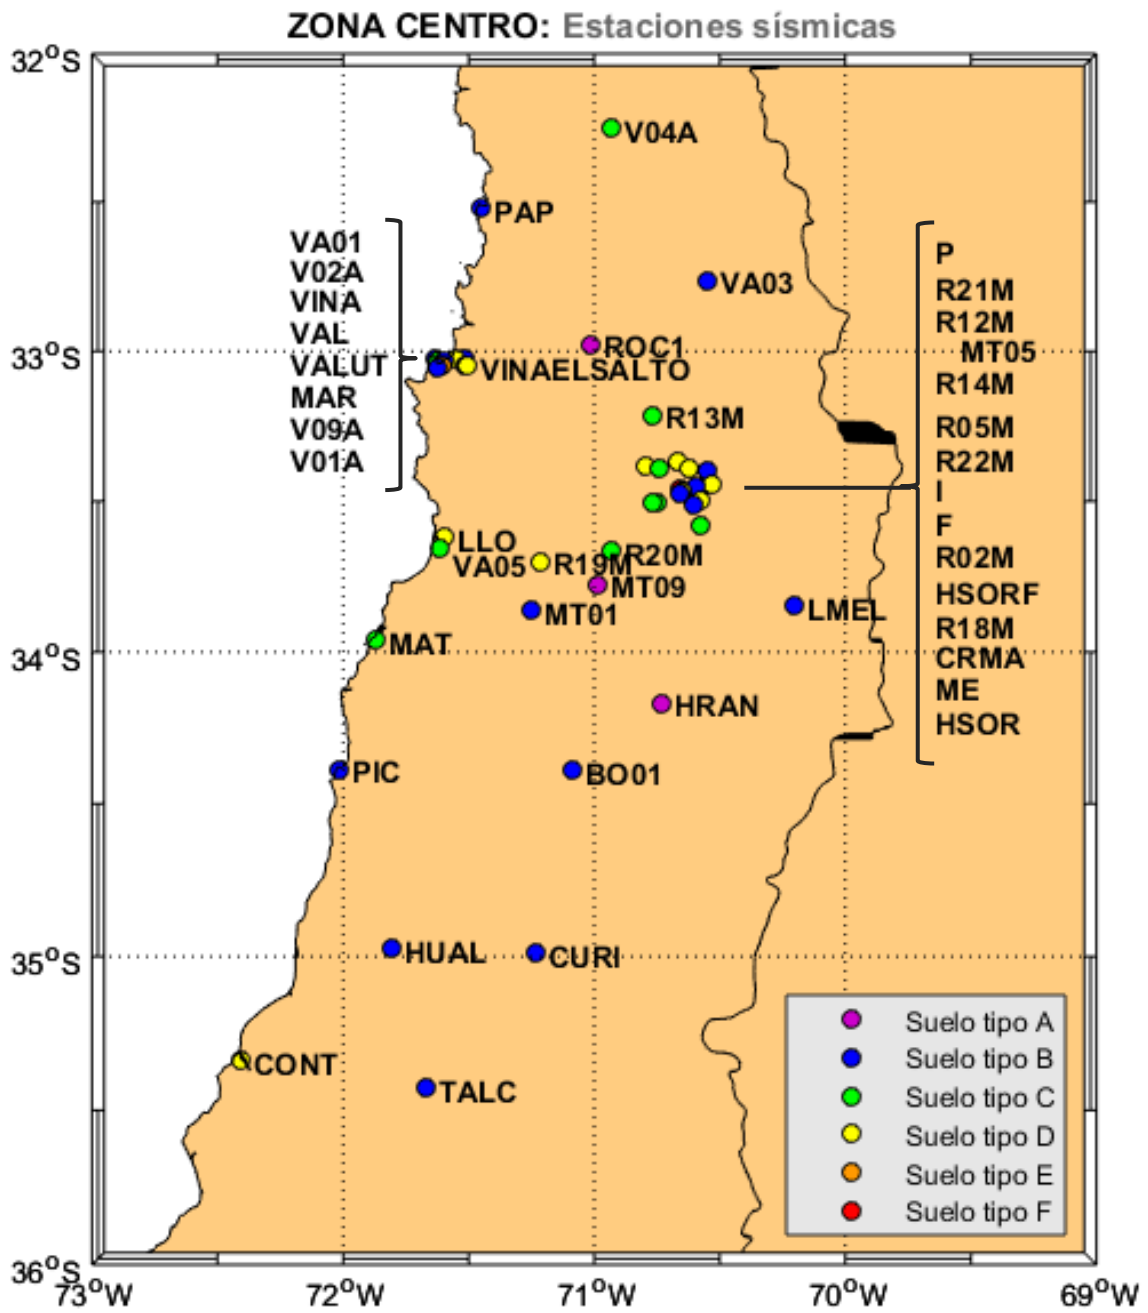 ZONA CENTRO: Estaciones sísmicas
32°S
V04A
PAP
VA03
VA01
V02A
VINA
VAL
VALUT
MAR
V09A
V01A
P
R21M
R12M
MT05
R14M
R05M
R22M
I
F
R02M
HSORF
R18M
CRMA
ME
HSOR
33°S
ROC1
VINAELSALTO
R13M
LLO
VA05
R19M
R20M
MT09
MT01
LMEL
MAT
34°S
HRAN
PIC
BO01
HUAL
CURI
35°S
CONT
TALC
Suelo tipo A
Suelo tipo B
Suelo tipo C
Suelo tipo D
Suelo tipo E
Suelo tipo F
36°S
73°W
72°W
71°W
70°W
69°W